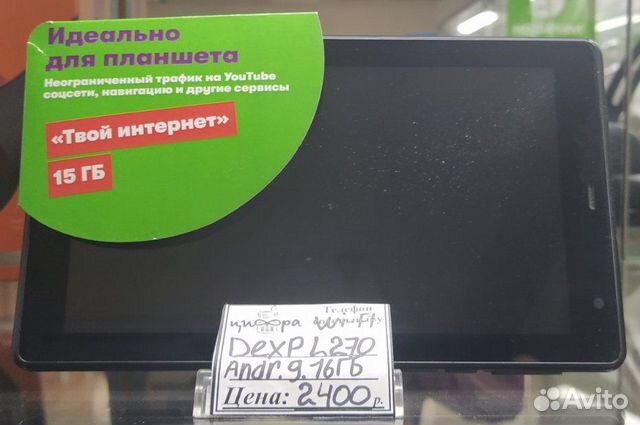 Идеально
для планшета
Неограниченный трафик на YouTube
соцсети, навигацию и другие сервисы
«Твой интернет»
15 ГБ
цифра
Dexp L270
Andr. 9. 16Гб
Цена: 2400 р.
Avito